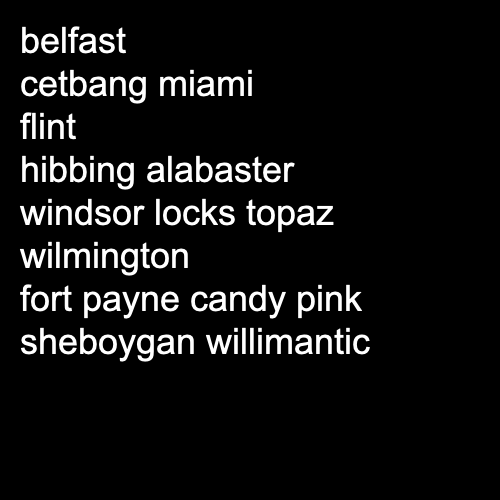 belfast
cetbang miami
flint
hibbing alabaster
windsor locks topaz
wilmington
fort payne candy pink
sheboygan willimantic